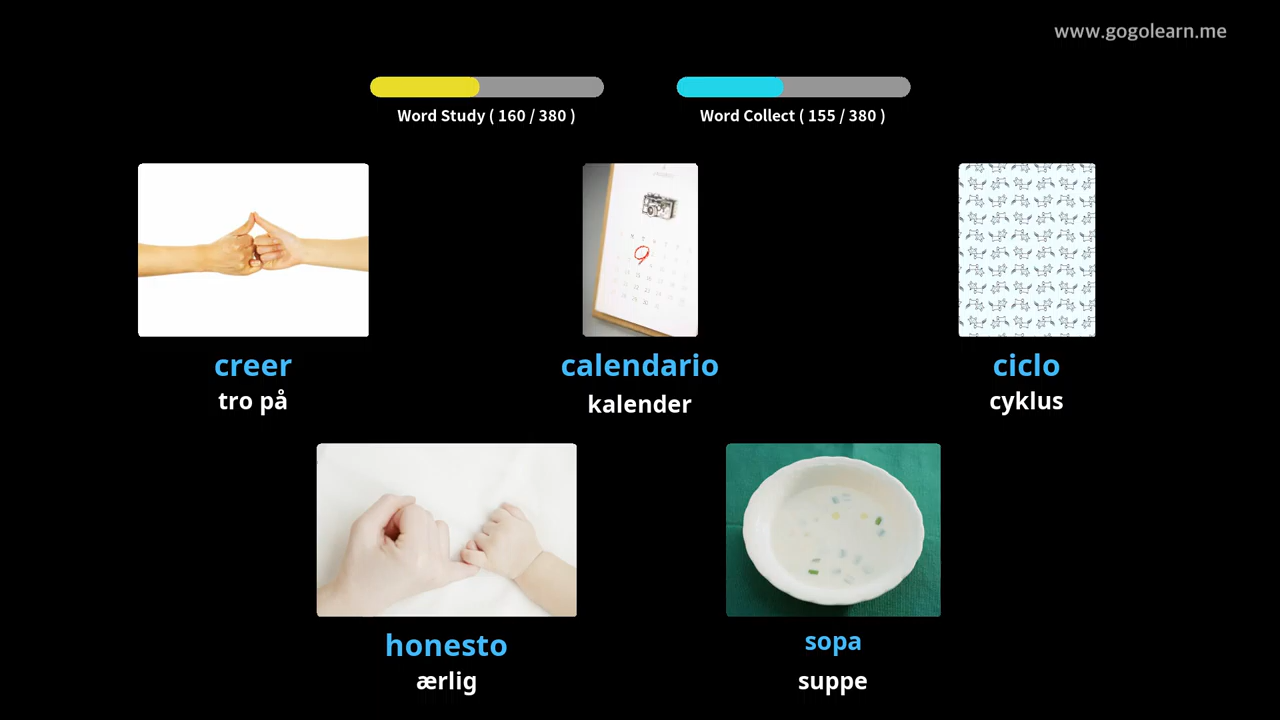 www.gogolearn.me
Word Study ( 160 / 380 )
Word Collect ( 155 / 380 )
creer
tro på
calendario
kalender
ciclo
cyklus
honesto
ærlig
sopa
suppe